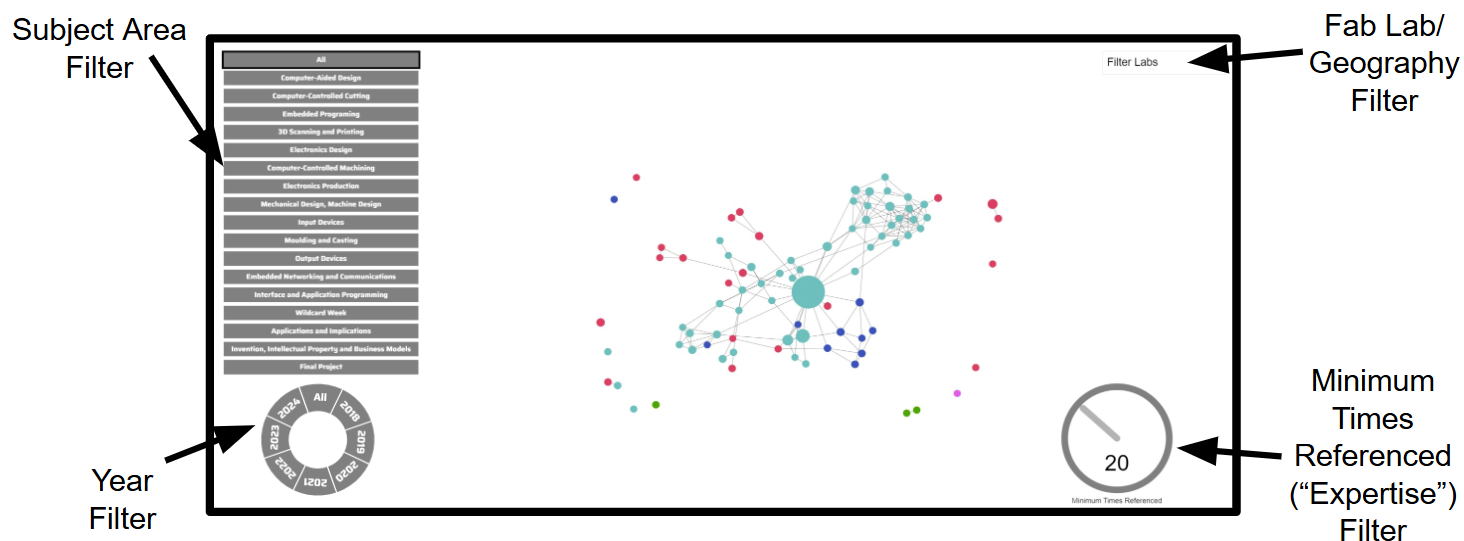 Subject Area
Filter
Fab Lab/
Geography
Filter
All
Computer-Aided Design
Computer-Controlled Cutting
Embedded Programing
3D Scanning and Printing
Electronics Design
Computer-Controlled Machining
Electronics Production
Mechanical Design, Machine Design
Input Devices
Moulding and Casting
Output Devices
Embedded Networking and Communications
Interface and Application Programming
Wildcard Week
Applications and Implications
Invention, Intellectual Property and Business Models
Final Project
Filter Labs
All
2018
2019
2020
2021
2022
2023
2024
Year
Filter
20
Minimum Times Referenced
Minimum
Times
Referenced
(“Expertise”)
Filter